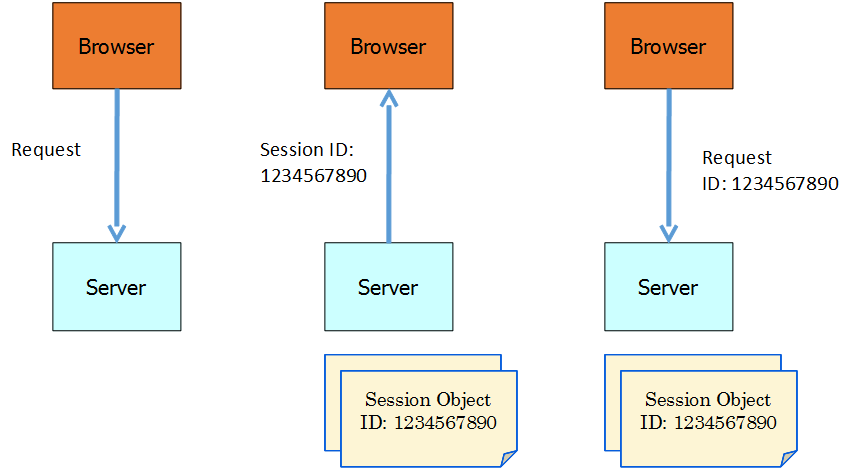 Browser
Request
Server
Browser
Session ID:
1234567890
Server
Session Object
ID: 1234567890
Browser
Request
ID: 1234567890
Server
Session Object
ID: 1234567890